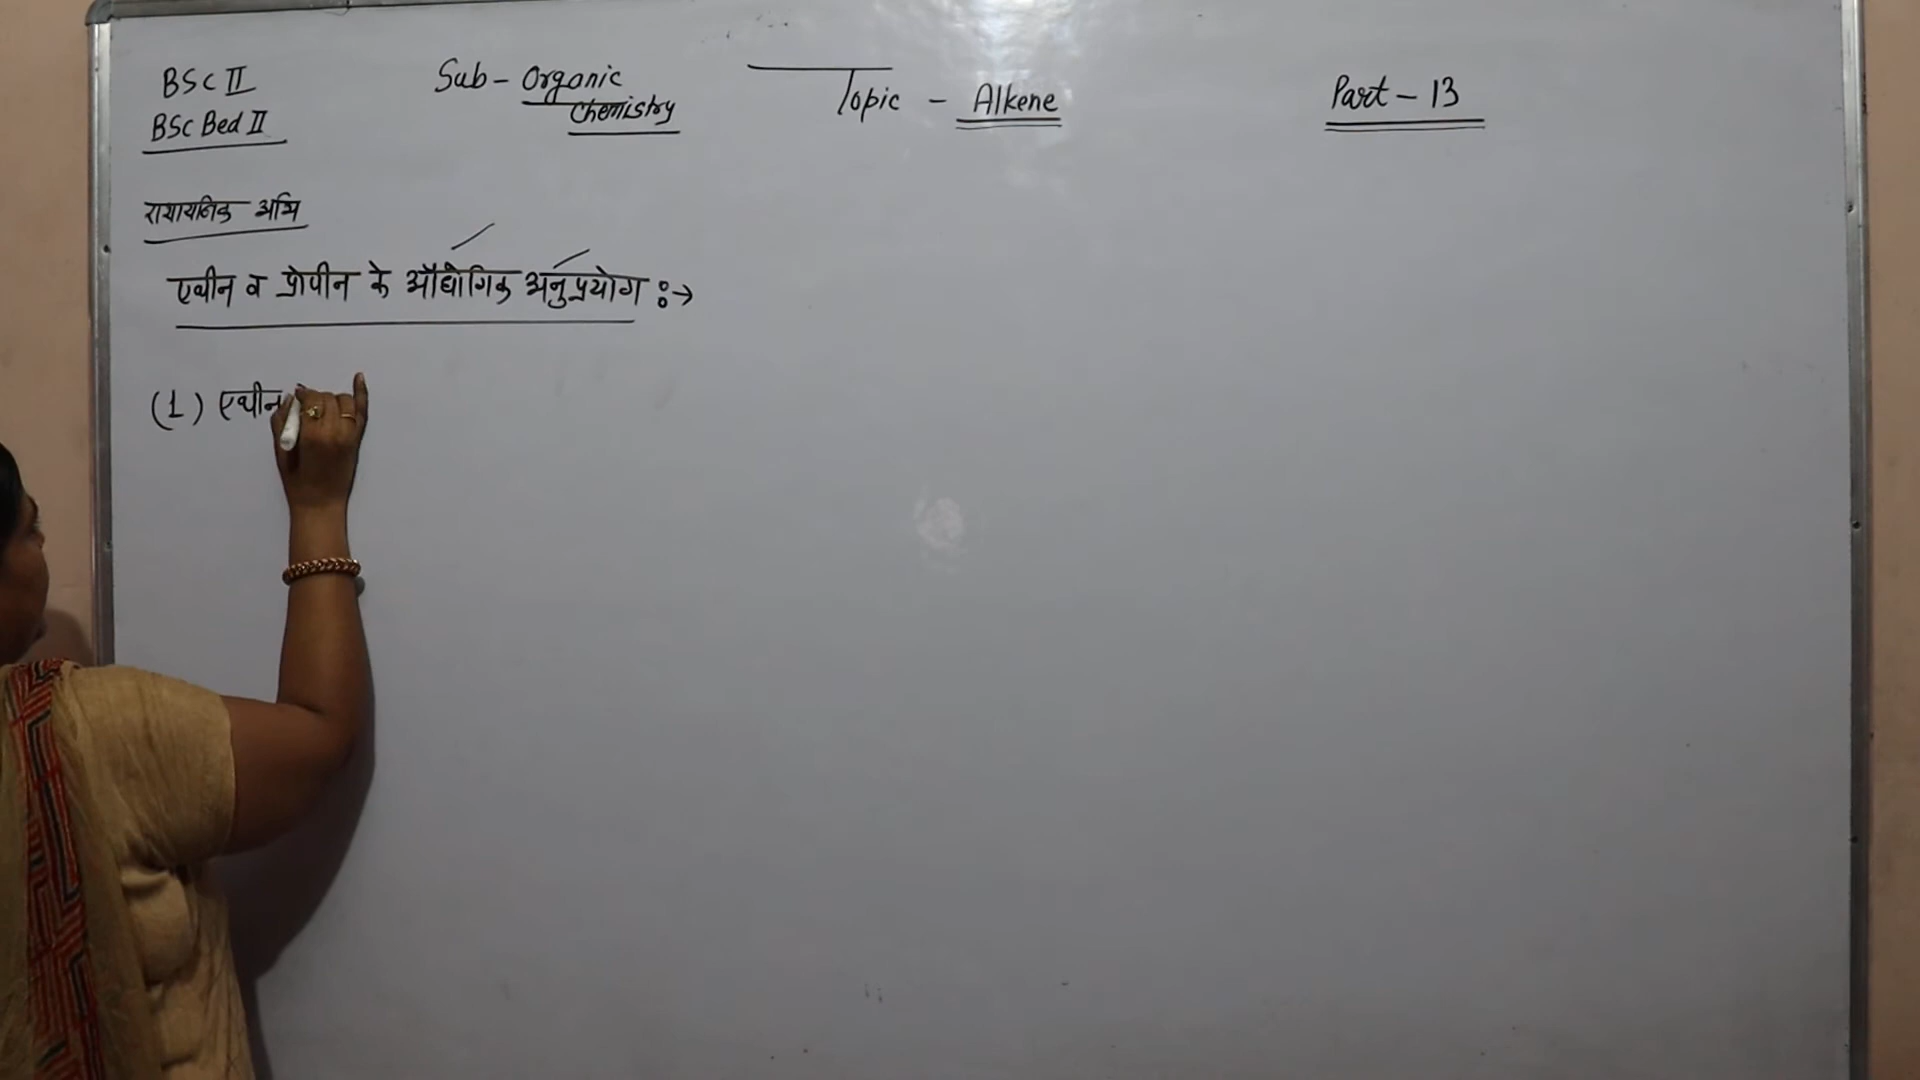 BSc II
BSc Bed II
Sub - Organic
Chemistry
Topic - Alkene
Part - 13
रासायनिक अभि
एथीन व प्रोपीन के औद्योगिक अनुप्रयोग :→
(1) एथीन